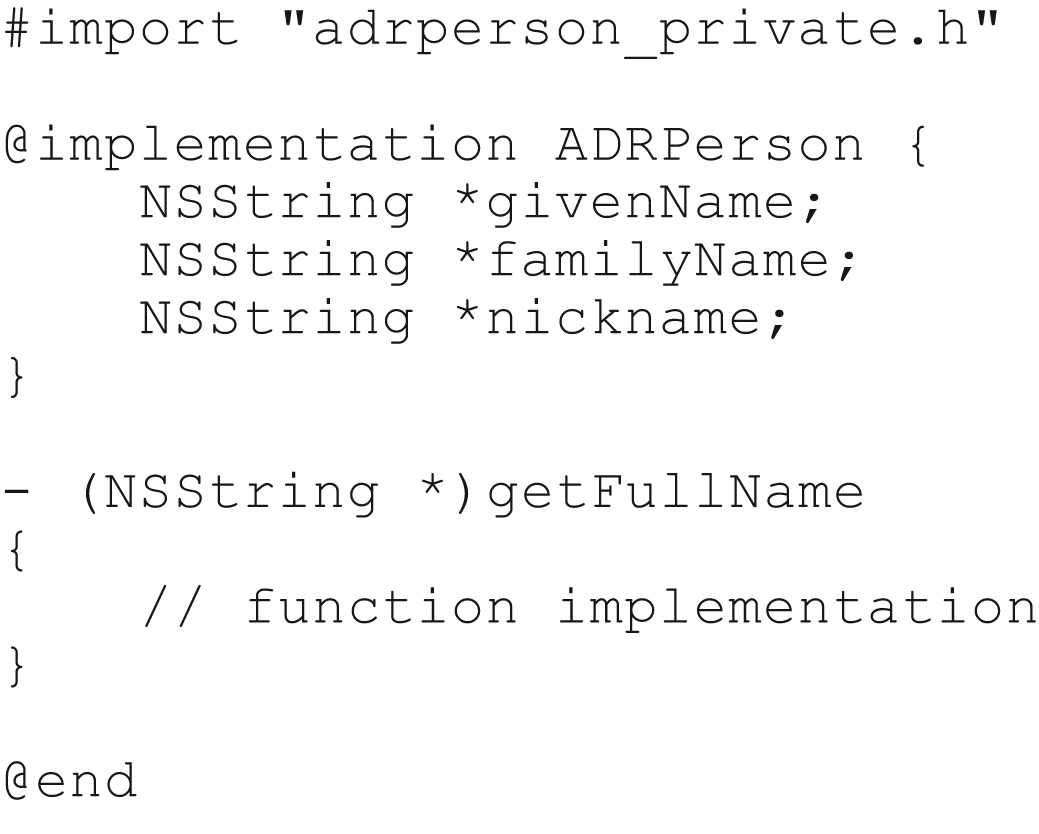 #import "adrperson_private.h"
@implementation ADRPerson {
NSString *givenName;
NSString *familyName;
NSString *nickname;
}
- (NSString *)getFullName
{
// function implementation
}
@end